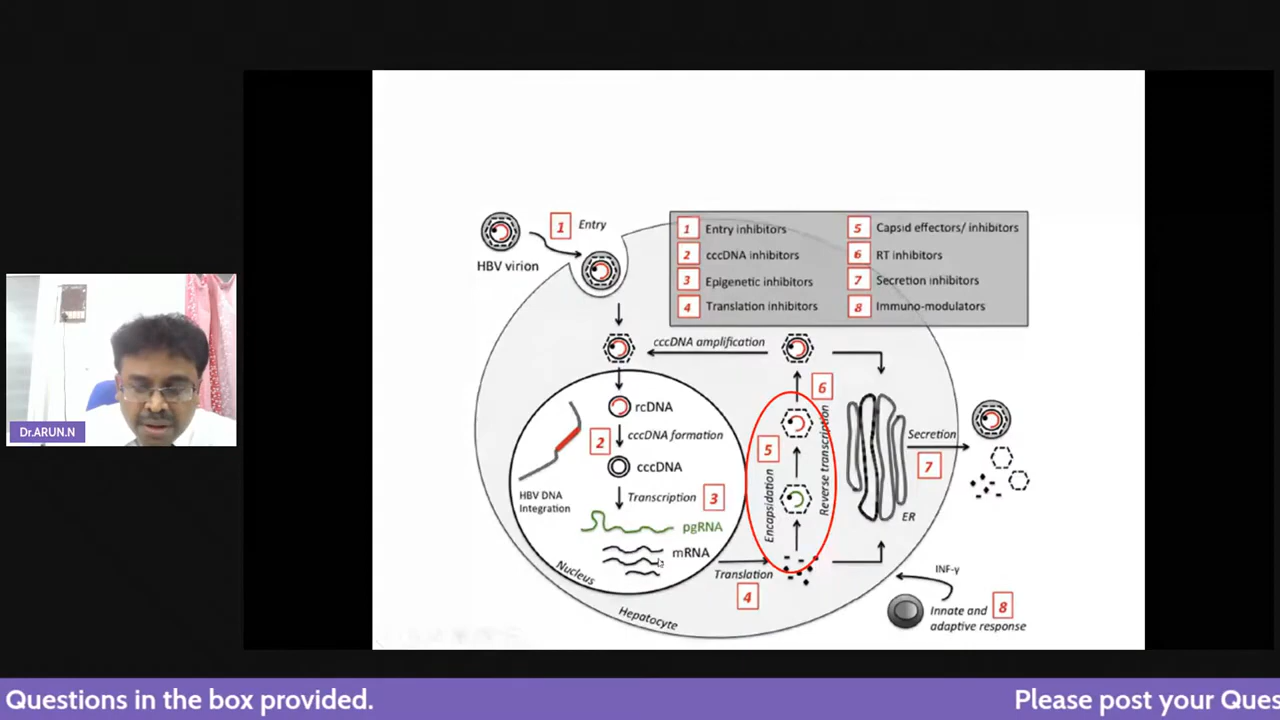 1 Entry
HBV virion
1 Entry inhibitors
2 cccDNA inhibitors
3 Epigenetic inhibitors
4 Translation inhibitors
5 Capsid effectors/ inhibitors
6 RT inhibitors
7 Secretion inhibitors
8 Immuno-modulators
cccDNA amplification
6
rcDNA
2 cccDNA formation
cccDNA
HBV DNA
Integration
Transcription 3
pgRNA
mRNA
Nucleus
Hepatocyte
5
Encapsidation
Reverse transcription
Translation
4
ER
Secretion
7
INF-γ
Innate and
adaptive response
8
Dr.ARUN.N
Questions in the box provided.
Please post your Ques